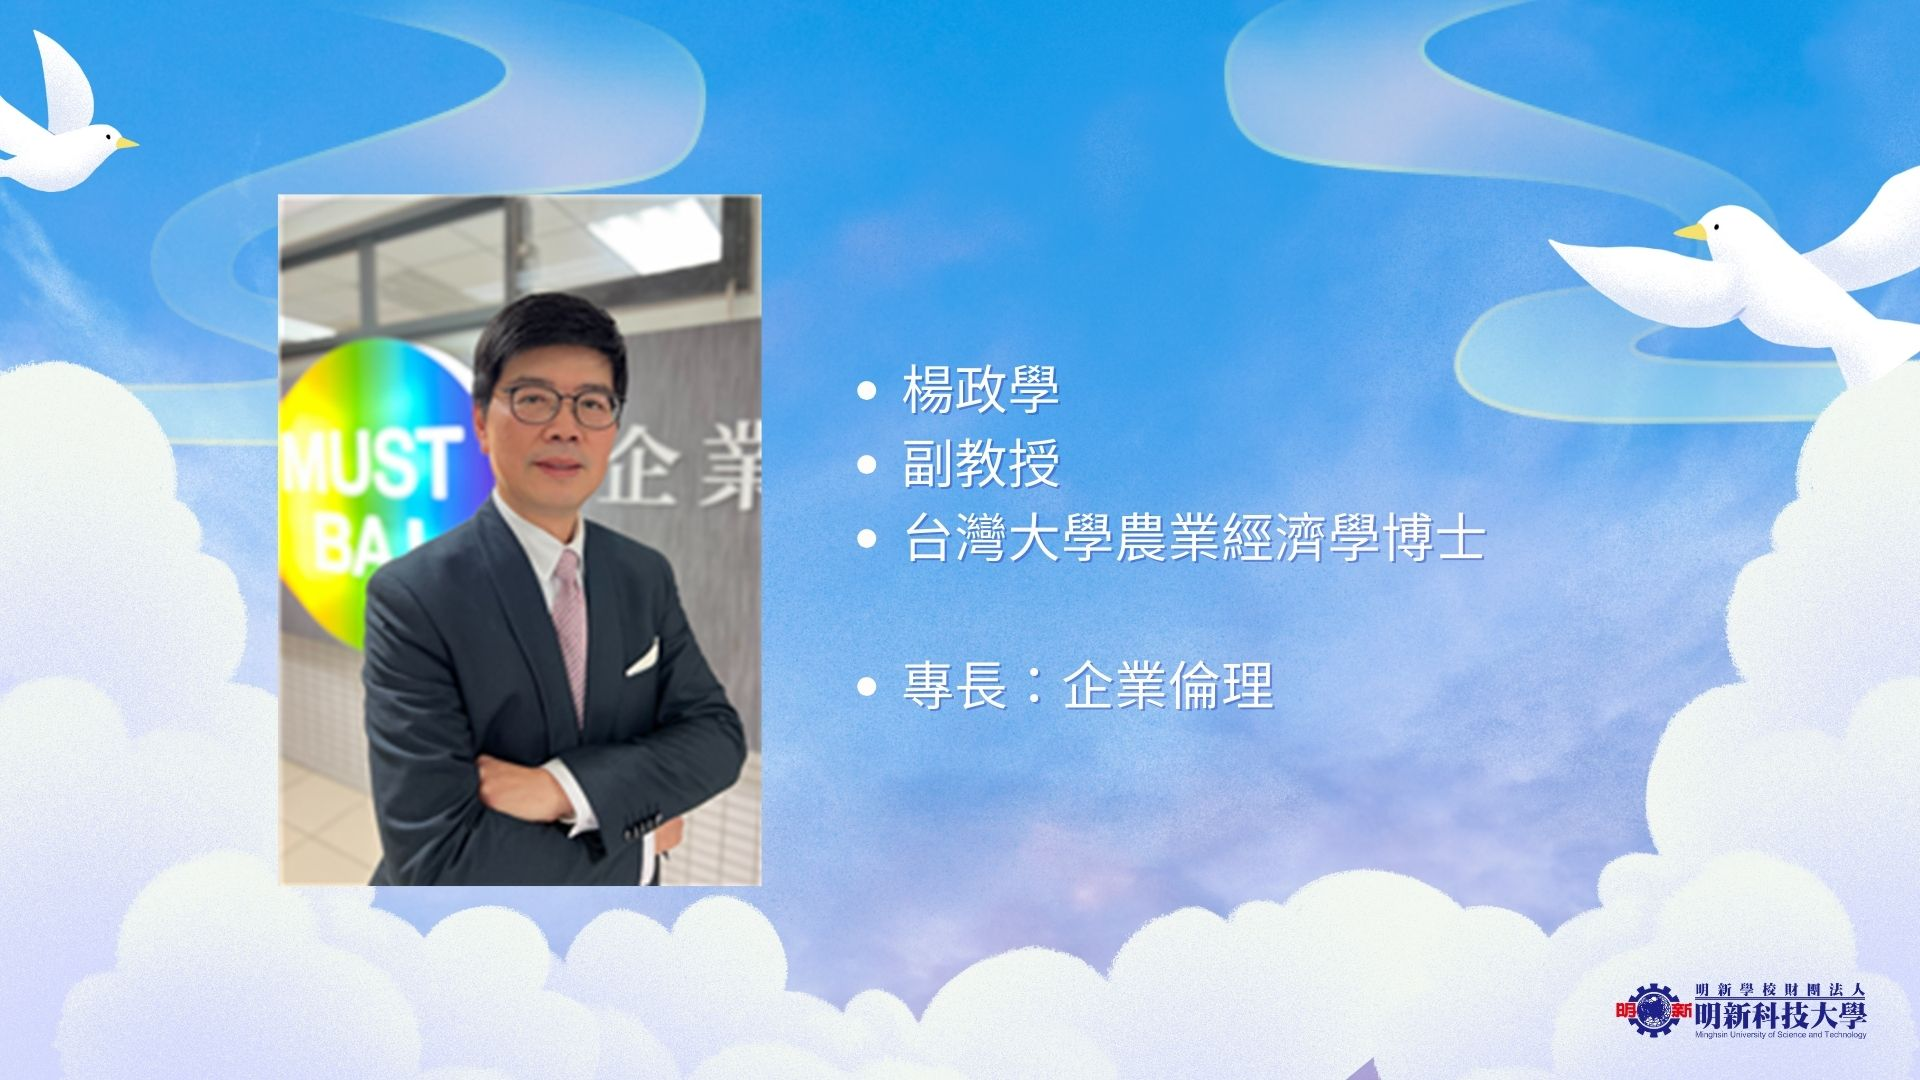 MUST
BA
企業
楊政學
副教授
台灣大學農業經濟學博士
專長：企業倫理
明新學校財團法人
明新
明新科技大學
Minghsin University of Science and Technology